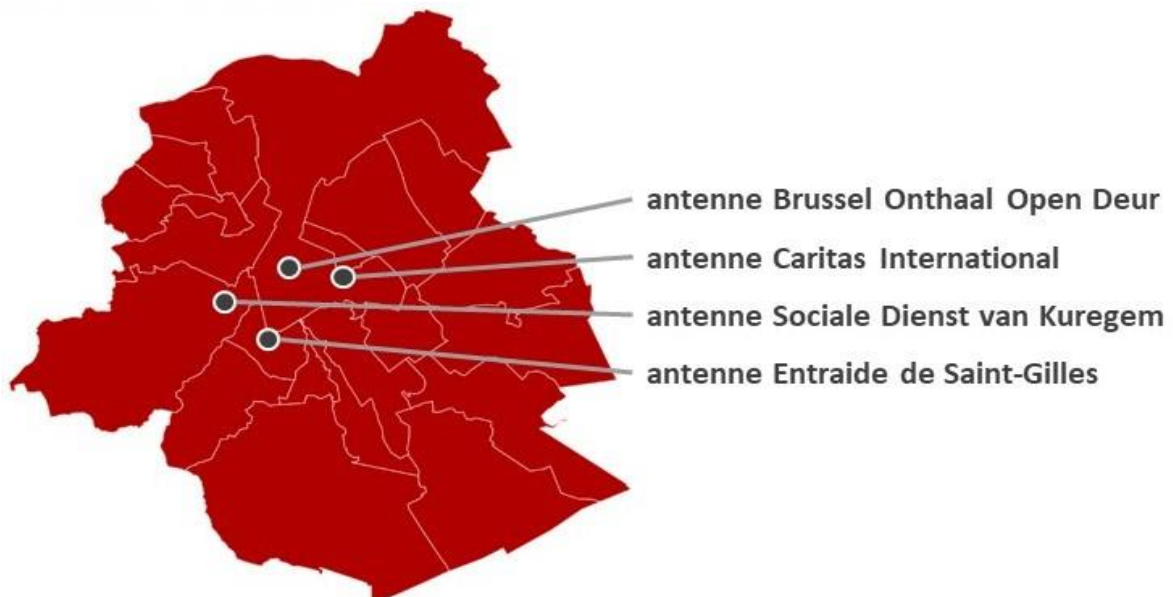 antenne Brussel Onthaal Open Deur
antenne Caritas International
antenne Sociale Dienst van Kuregem
antenne Entraide de Saint-Gilles